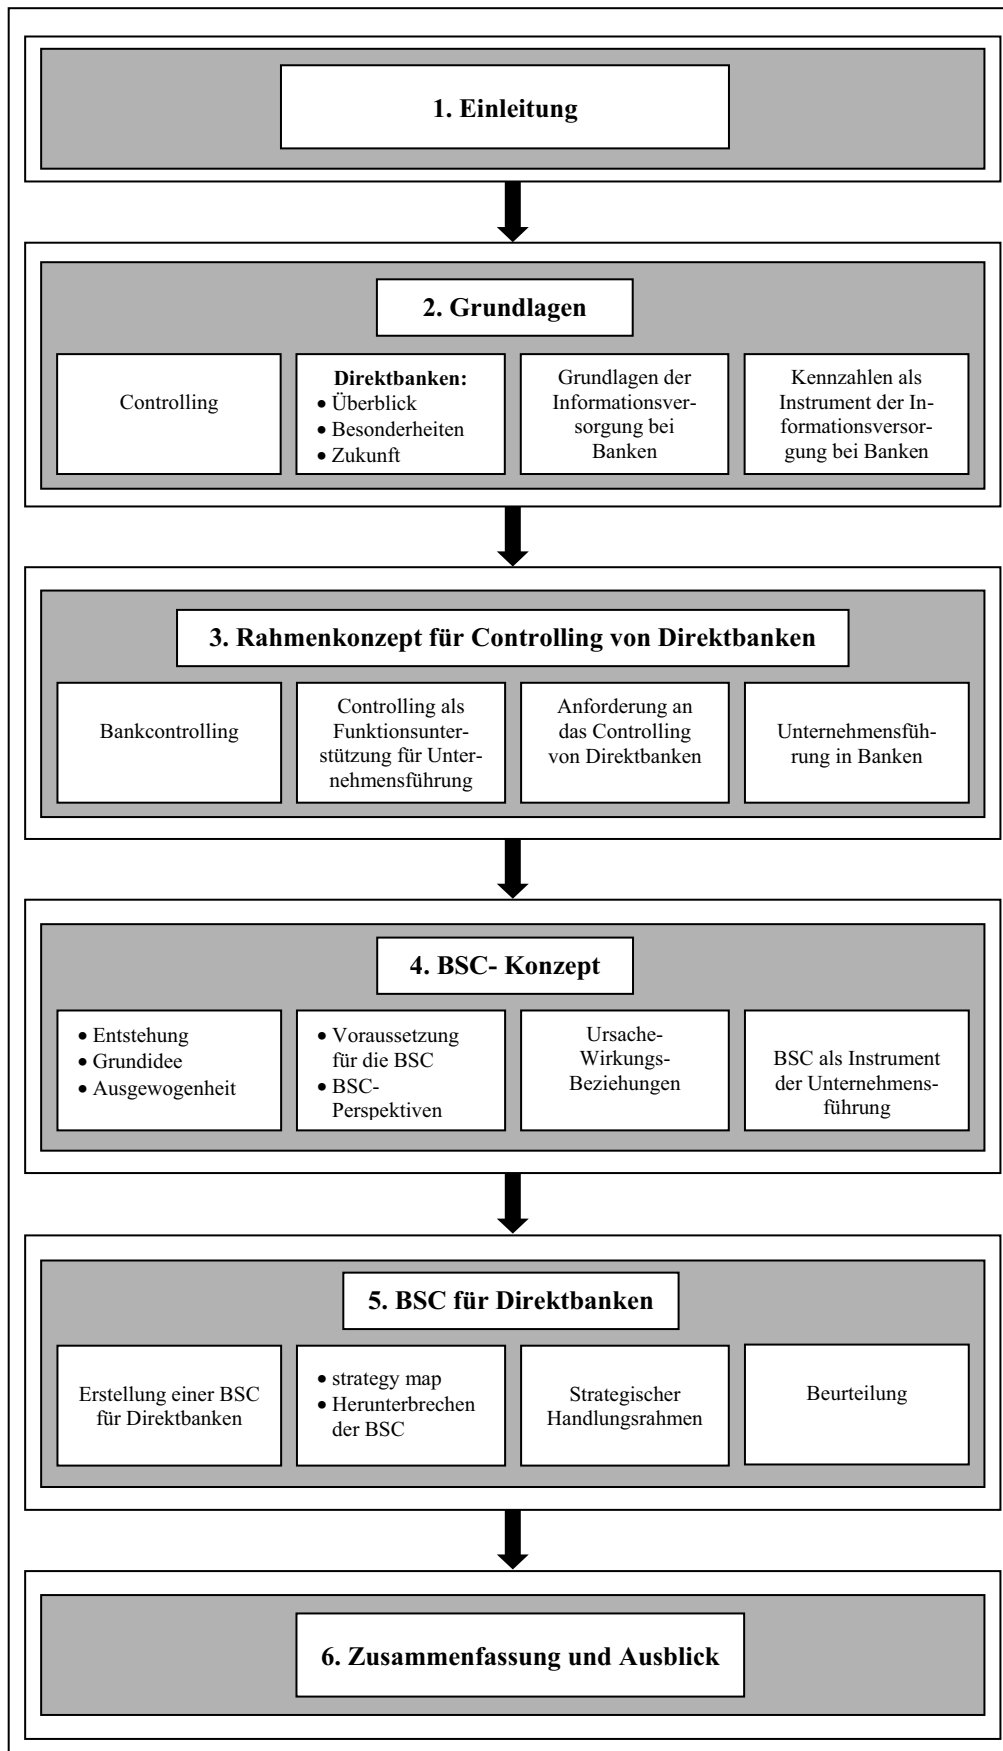 1. Einleitung
2. Grundlagen
Controlling
Direktbanken:
• Überblick
• Besonderheiten
• Zukunft
Grundlagen der
Informationsver-
sorgung bei
Banken
Kennzahlen als
Instrument der In-
formationsversor-
gung bei Banken
3. Rahmenkonzept für Controlling von Direktbanken
Bankcontrolling
Controlling als
Funktionsunter-
stützung für Unter-
nehmensführung
Anforderung an
das Controlling
von Direktbanken
Unternehmensfüh-
rung in Banken
4. BSC- Konzept
• Entstehung
• Grundidee
• Ausgewogenheit
• Voraussetzung
für die BSC
• BSC-
Perspektiven
Ursache-
Wirkungs-
Beziehungen
BSC als Instrument
der Unternehmens-
führung
5. BSC für Direktbanken
Erstellung einer BSC
für Direktbanken
• strategy map
• Herunterbrechen
der BSC
Strategischer
Handlungsrahmen
Beurteilung
6. Zusammenfassung und Ausblick